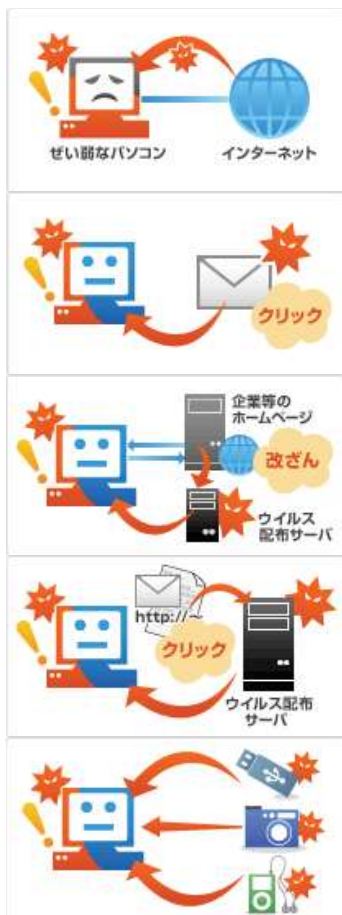 ぜい弱なパソコン
インターネット
クリック
企業等の
ホームページ
改ざん
ウイルス
配布サーバ
http://~
クリック
ウイルス配布
サーバ